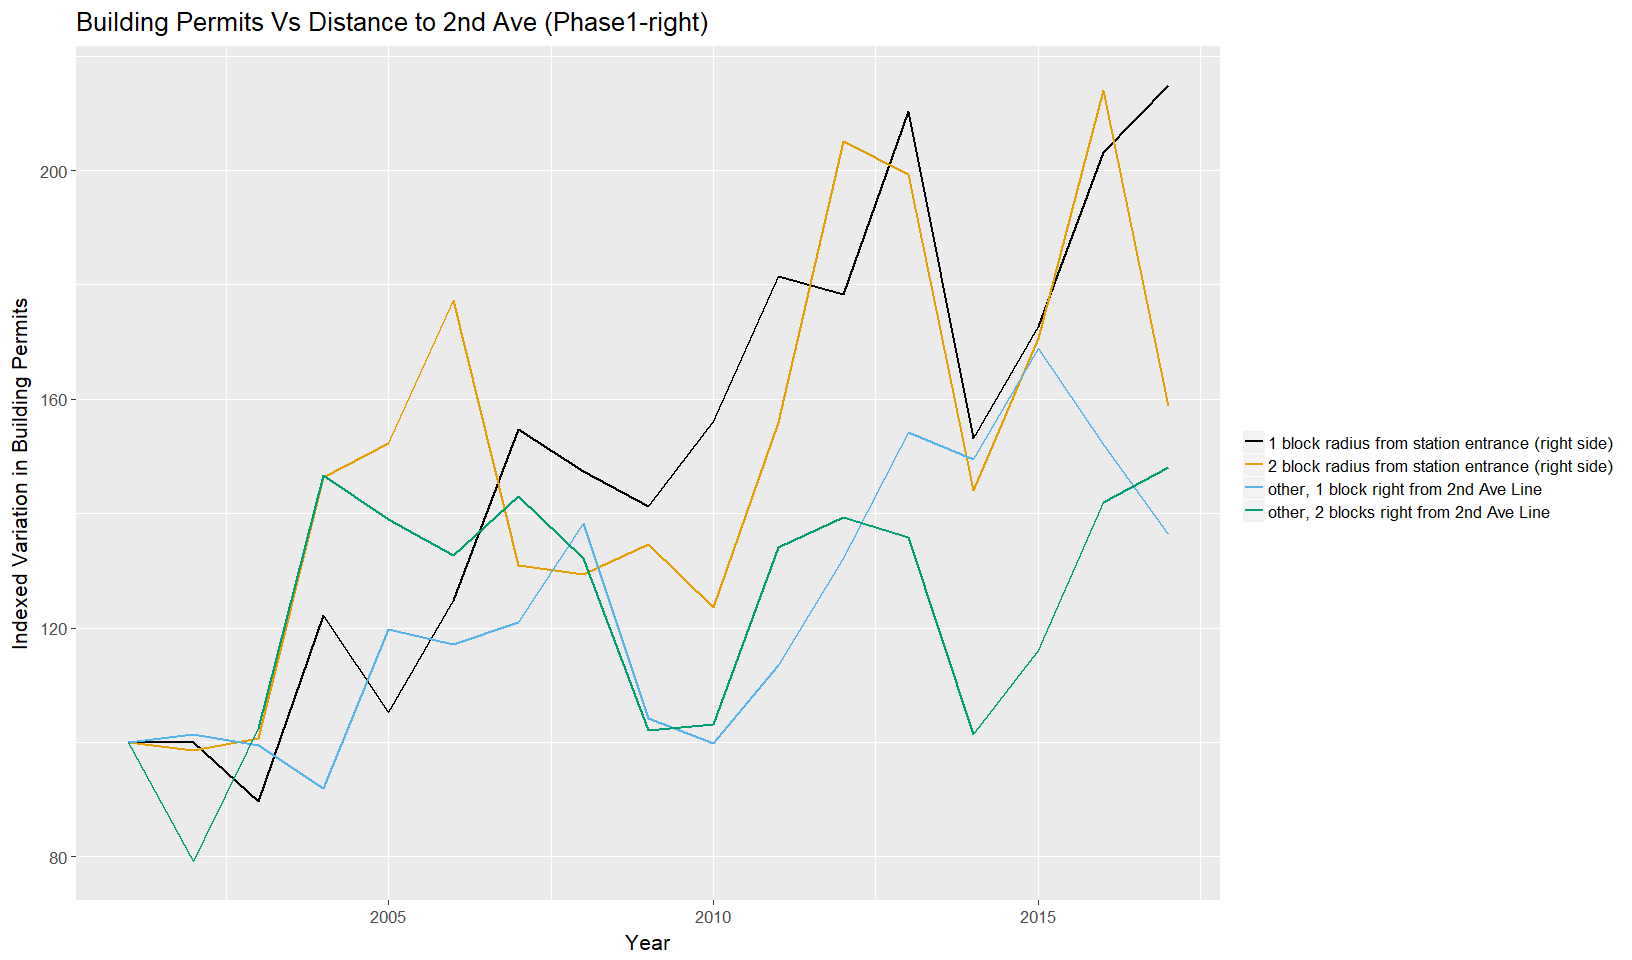 Building Permits Vs Distance to 2nd Ave (Phase1-right)
Indexed Variation in Building Permits
200
160
120
80
2005 2010 2015
Year
1 block radius from station entrance (right side)
2 block radius from station entrance (right side)
other, 1 block right from 2nd Ave Line
other, 2 blocks right from 2nd Ave Line